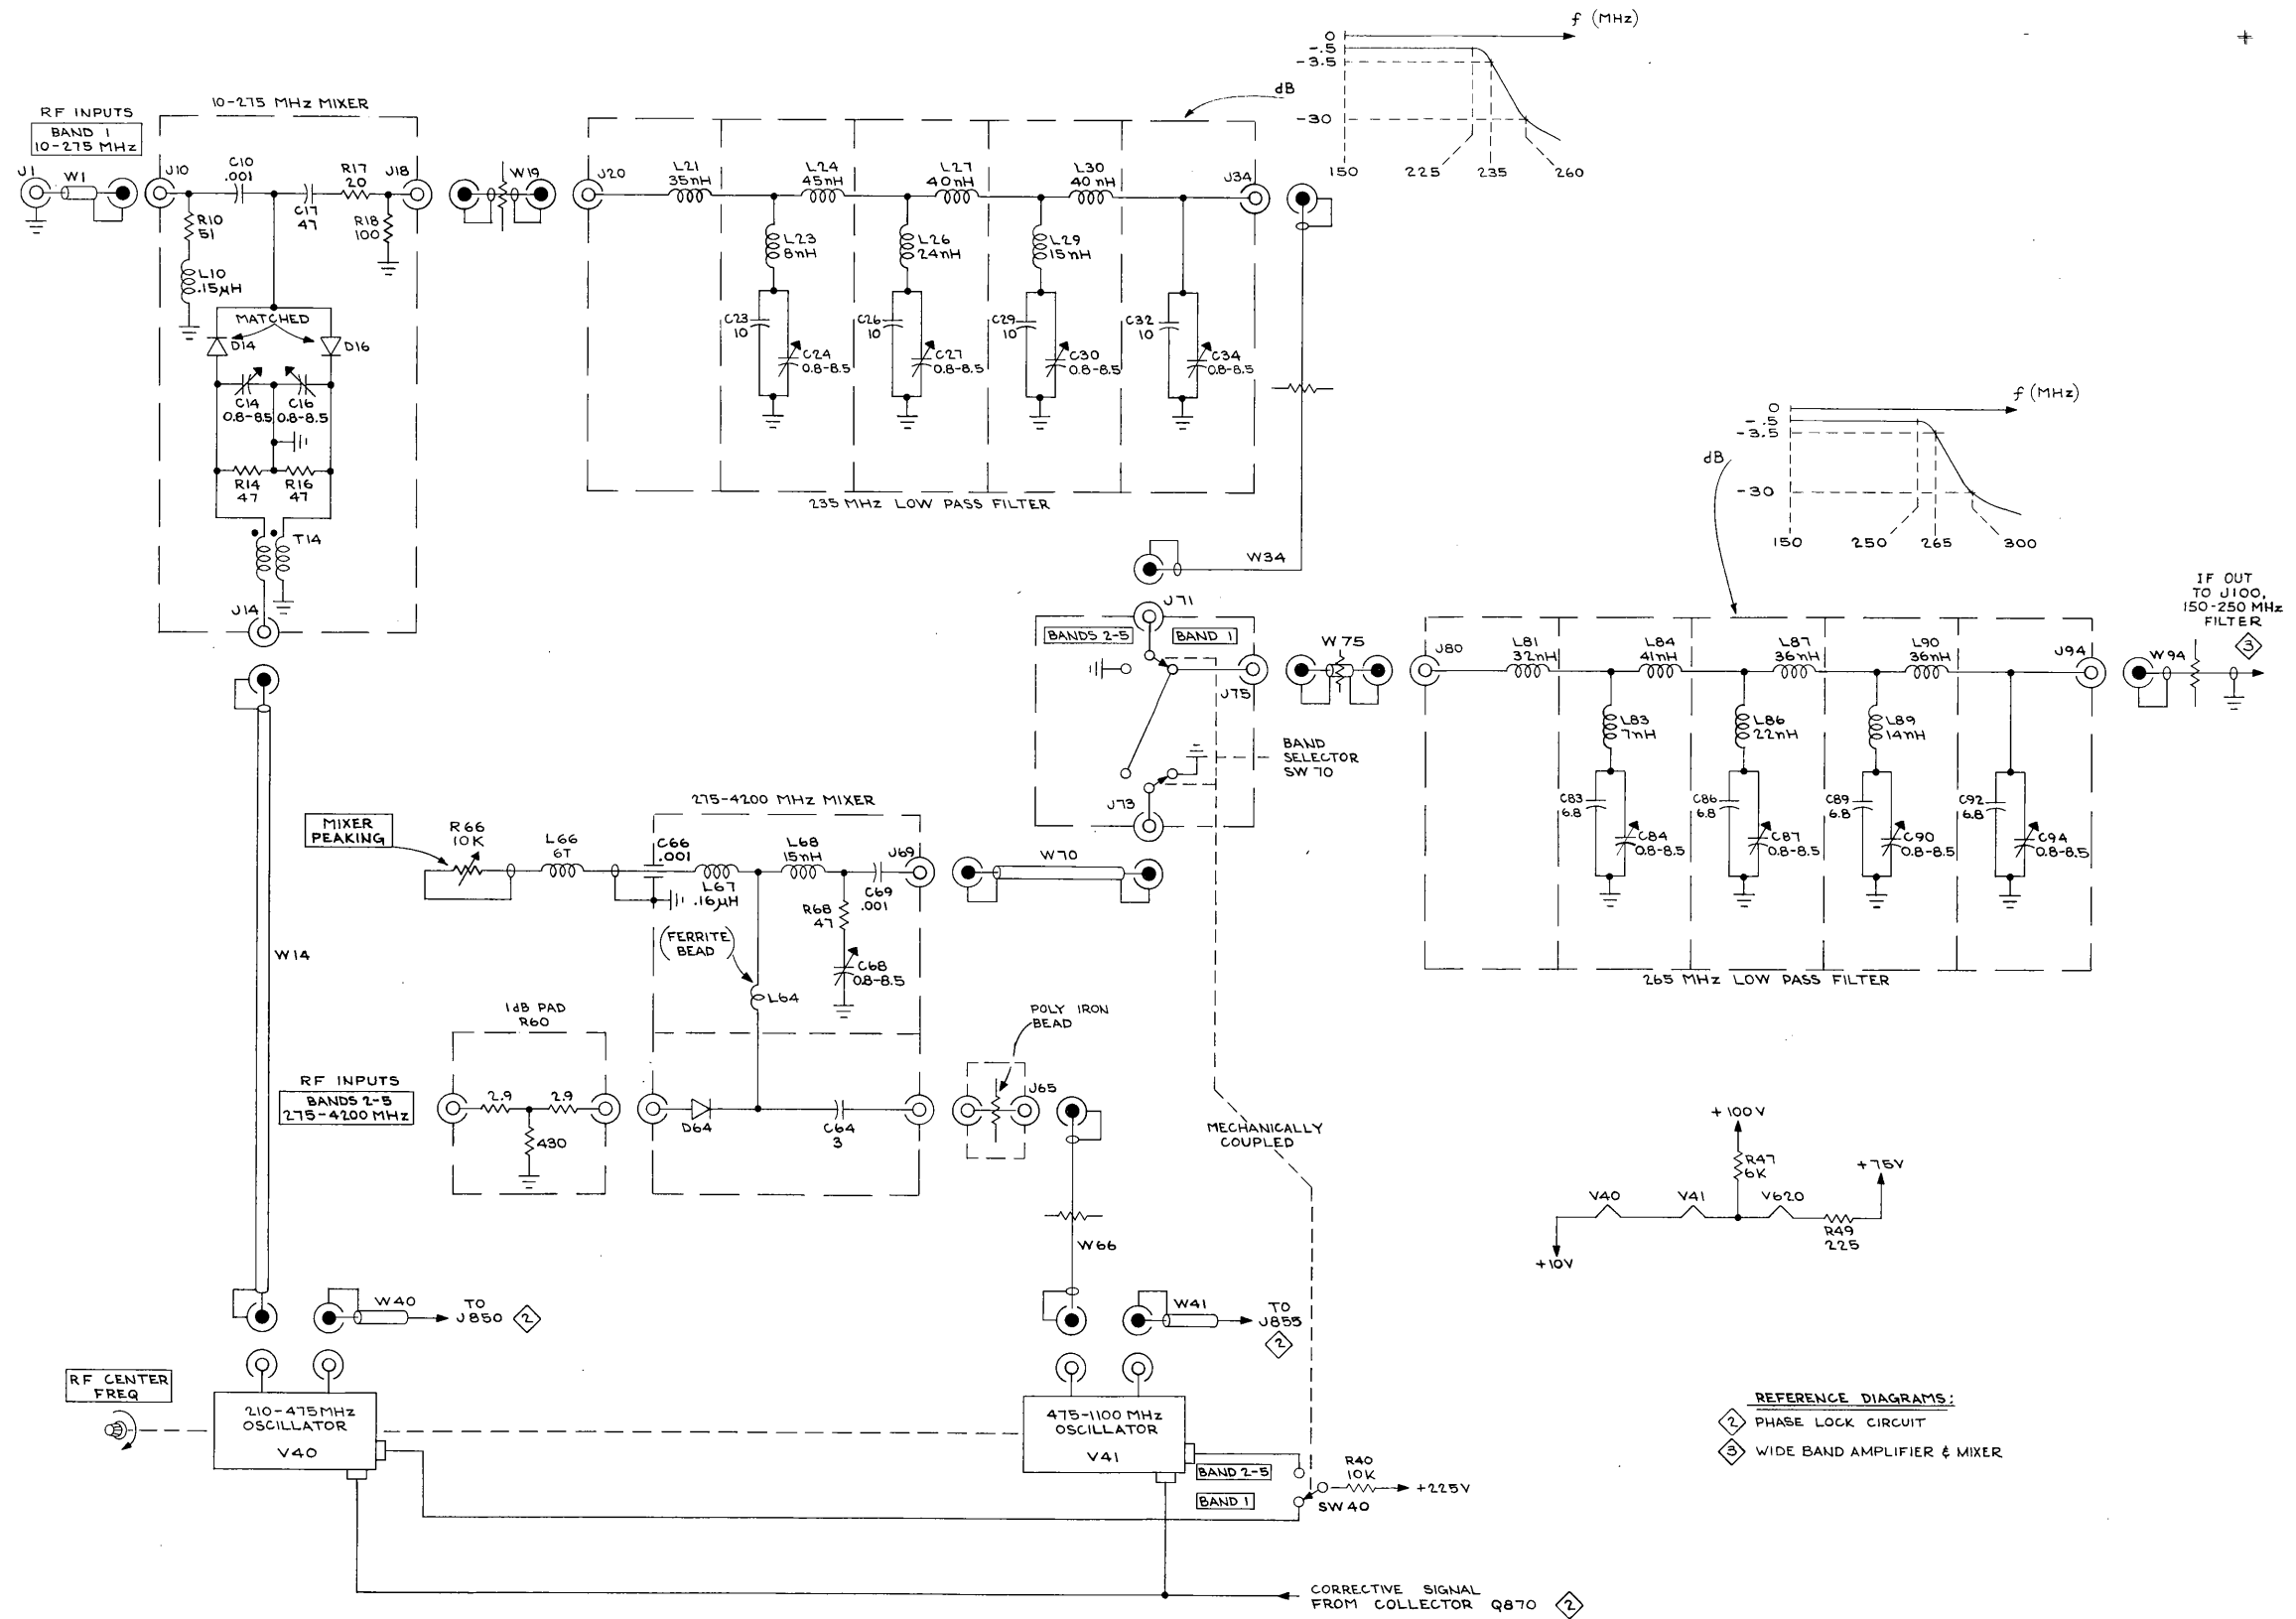 f (MHz)
0
-.5
-3.5
dB
-30
150
225
235
260
RF INPUTS
BAND 1
10-275 MHz
10-275 MHz MIXER
J1
W1
J10
C10
.001
R17
20
J18
C17
47
R10
51
R18
100
L10
.15µH
MATCHED
D14
D16
C14
0.8-8.5
C16
0.8-8.5
R14
47
R16
47
T14
J14
W19
J20
L21
35nH
L24
45nH
L27
40nH
L30
40nH
J34
L23
8nH
L26
24nH
L29
15nH
C23
10
C26
10
C29
10
C32
10
C24
0.8-8.5
C27
0.8-8.5
C30
0.8-8.5
C34
0.8-8.5
235 MHz LOW PASS FILTER
f (MHz)
0
-.5
-3.5
dB
-30
150
250
265
300
W34
J71
BANDS 2-5
BAND 1
J75
BAND
SELECTOR
SW 70
J73
W75
J80
L81
32nH
L84
41nH
L87
36nH
L90
36nH
J94
W94
IF OUT
TO J100,
150-250 MHz
FILTER
3
L83
7nH
L86
22nH
L89
14nH
C83
6.8
C86
6.8
C89
6.8
C92
6.8
C84
0.8-8.5
C87
0.8-8.5
C90
0.8-8.5
C94
0.8-8.5
265 MHz LOW PASS FILTER
275-4200 MHz MIXER
MIXER
PEAKING
R66
10K
L66
6T
C66
.001
L67
.16µH
L68
15nH
J69
C69
.001
R68
47
C68
0.8-8.5
(FERRITE
BEAD)
L64
W70
W14
1dB PAD
R60
RF INPUTS
BANDS 2-5
275-4200 MHz
2.9
2.9
430
D64
C64
3
POLY IRON
BEAD
J65
W66
MECHANICALLY
COUPLED
+100V
R47
6K
+75V
V40
V41
V620
R49
225
+10V
W40
TO
J850
2
W41
TO
J855
2
RF CENTER
FREQ
210-475MHz
OSCILLATOR
V40
475-1100 MHz
OSCILLATOR
V41
BAND 2-5
BAND 1
SW40
R40
10K
+225V
CORRECTIVE SIGNAL
FROM COLLECTOR Q870
2
REFERENCE DIAGRAMS:
2 PHASE LOCK CIRCUIT
3 WIDE BAND AMPLIFIER & MIXER